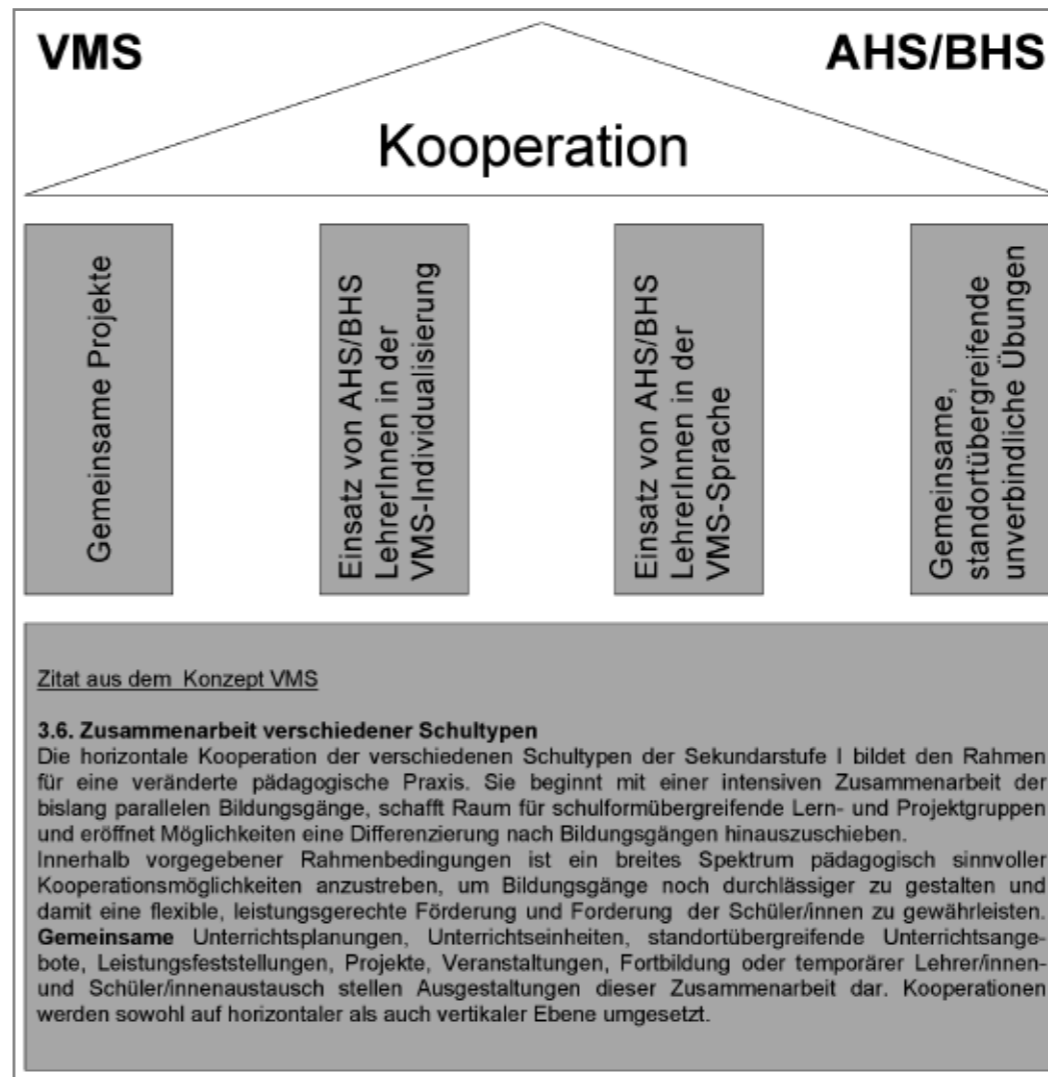 VMS
AHS/BHS
Kooperation
Gemeinsame Projekte
Einsatz von AHS/BHS
LehrerInnen in der
VMS-Individualisierung
Einsatz von AHS/BHS
LehrerInnen in der
VMS-Sprache
Gemeinsame,
standortübergreifende
unverbindliche Übungen
Zitat aus dem Konzept VMS
3.6. Zusammenarbeit verschiedener Schultypen
Die horizontale Kooperation der verschiedenen Schultypen der Sekundarstufe I bildet den Rahmen
für eine veränderte pädagogische Praxis. Sie beginnt mit einer intensiven Zusammenarbeit der
bislang parallelen Bildungsgänge, schafft Raum für schulformübergreifende Lern- und Projektgruppen
und eröffnet Möglichkeiten eine Differenzierung nach Bildungsgängen hinauszuschieben.
Innerhalb vorgegebener Rahmenbedingungen ist ein breites Spektrum pädagogisch sinnvoller
Kooperationsmöglichkeiten anzustreben, um Bildungsgänge noch durchlässiger zu gestalten und
damit eine flexible, leistungsgerechte Förderung und Forderung der Schüler/innen zu gewährleisten.
Gemeinsame Unterrichtsplanungen, Unterrichtseinheiten, standortübergreifende Unterrichtsange-
bote, Leistungsfeststellungen, Projekte, Veranstaltungen, Fortbildung oder temporärer Lehrer/innen-
und Schüler/innenaustausch stellen Ausgestaltungen dieser Zusammenarbeit dar. Kooperationen
werden sowohl auf horizontaler als auch vertikaler Ebene umgesetzt.